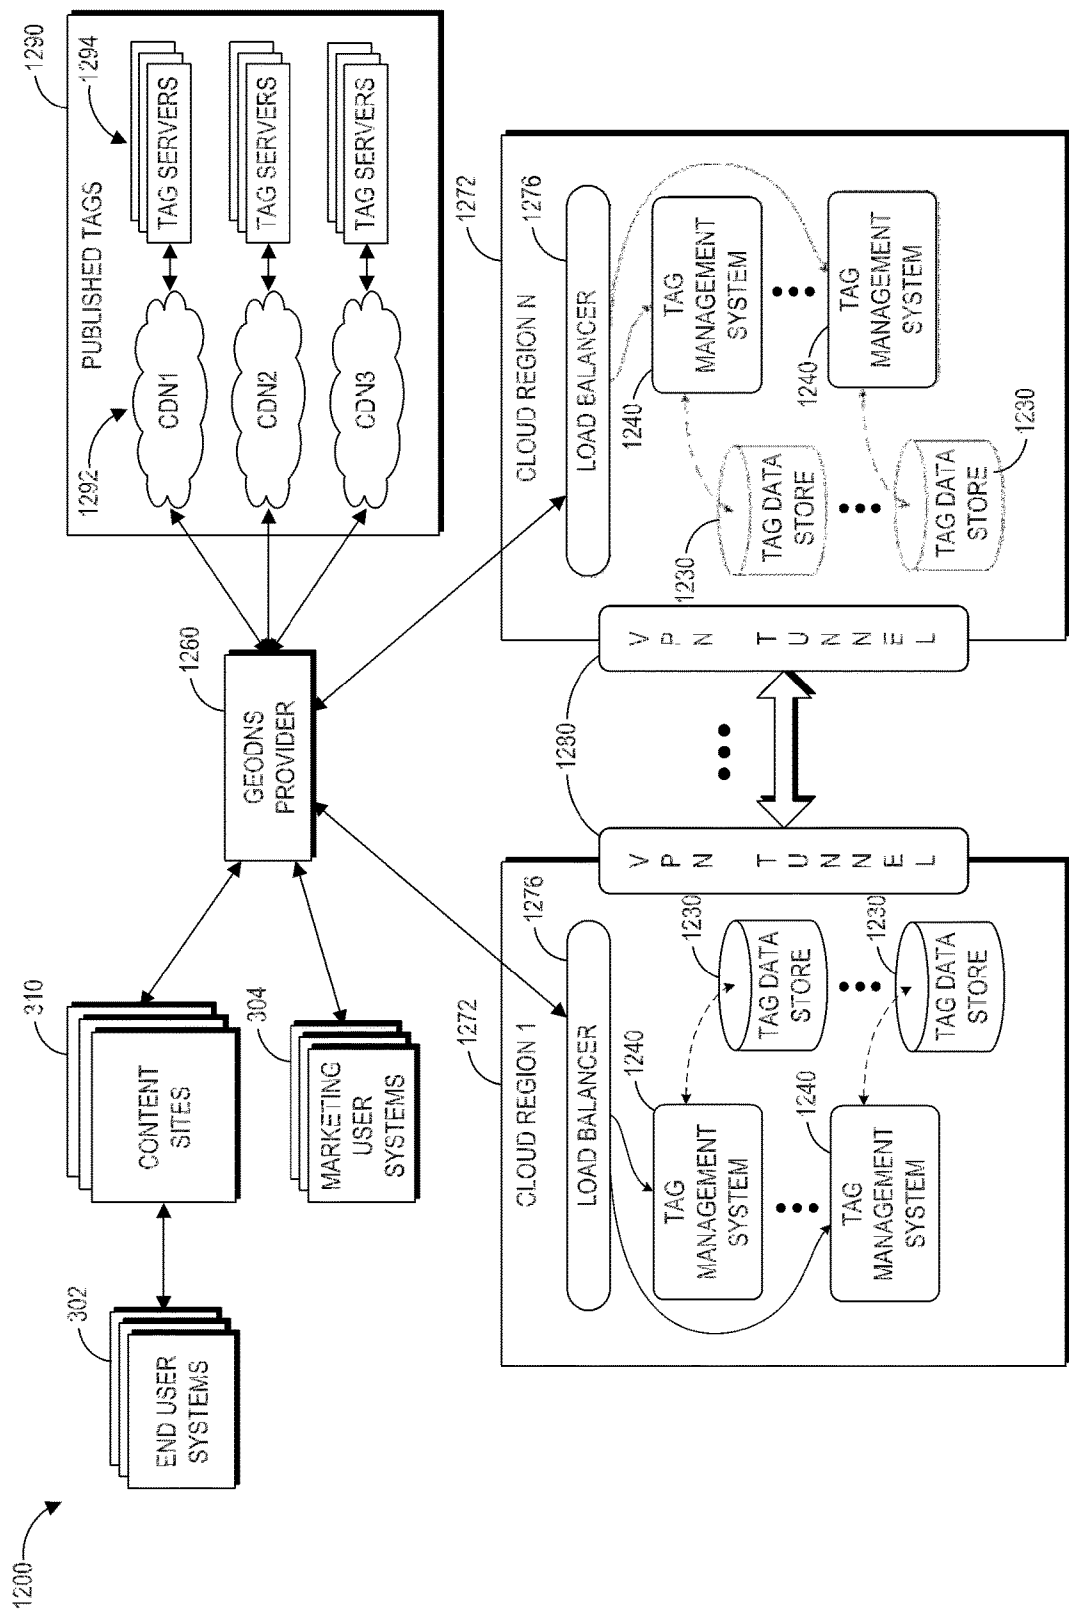 1200
302
END USER
SYSTEMS
310
CONTENT
SITES
304
MARKETING
USER
SYSTEMS
1260
GEODNS
PROVIDER
1290
PUBLISHED TAGS
1292
1294
CDN1
TAG SERVERS
CDN2
TAG SERVERS
CDN3
TAG SERVERS
1272
CLOUD REGION 1
1276
LOAD BALANCER
1240
TAG
MANAGEMENT
SYSTEM
1230
TAG DATA
STORE
1240
TAG
MANAGEMENT
SYSTEM
1230
TAG DATA
STORE
VPN TUNNEL
1280
VPN TUNNEL
1272
CLOUD REGION N
1276
LOAD BALANCER
1230
TAG DATA
STORE
1240
TAG
MANAGEMENT
SYSTEM
1230
TAG DATA
STORE
1240
TAG
MANAGEMENT
SYSTEM